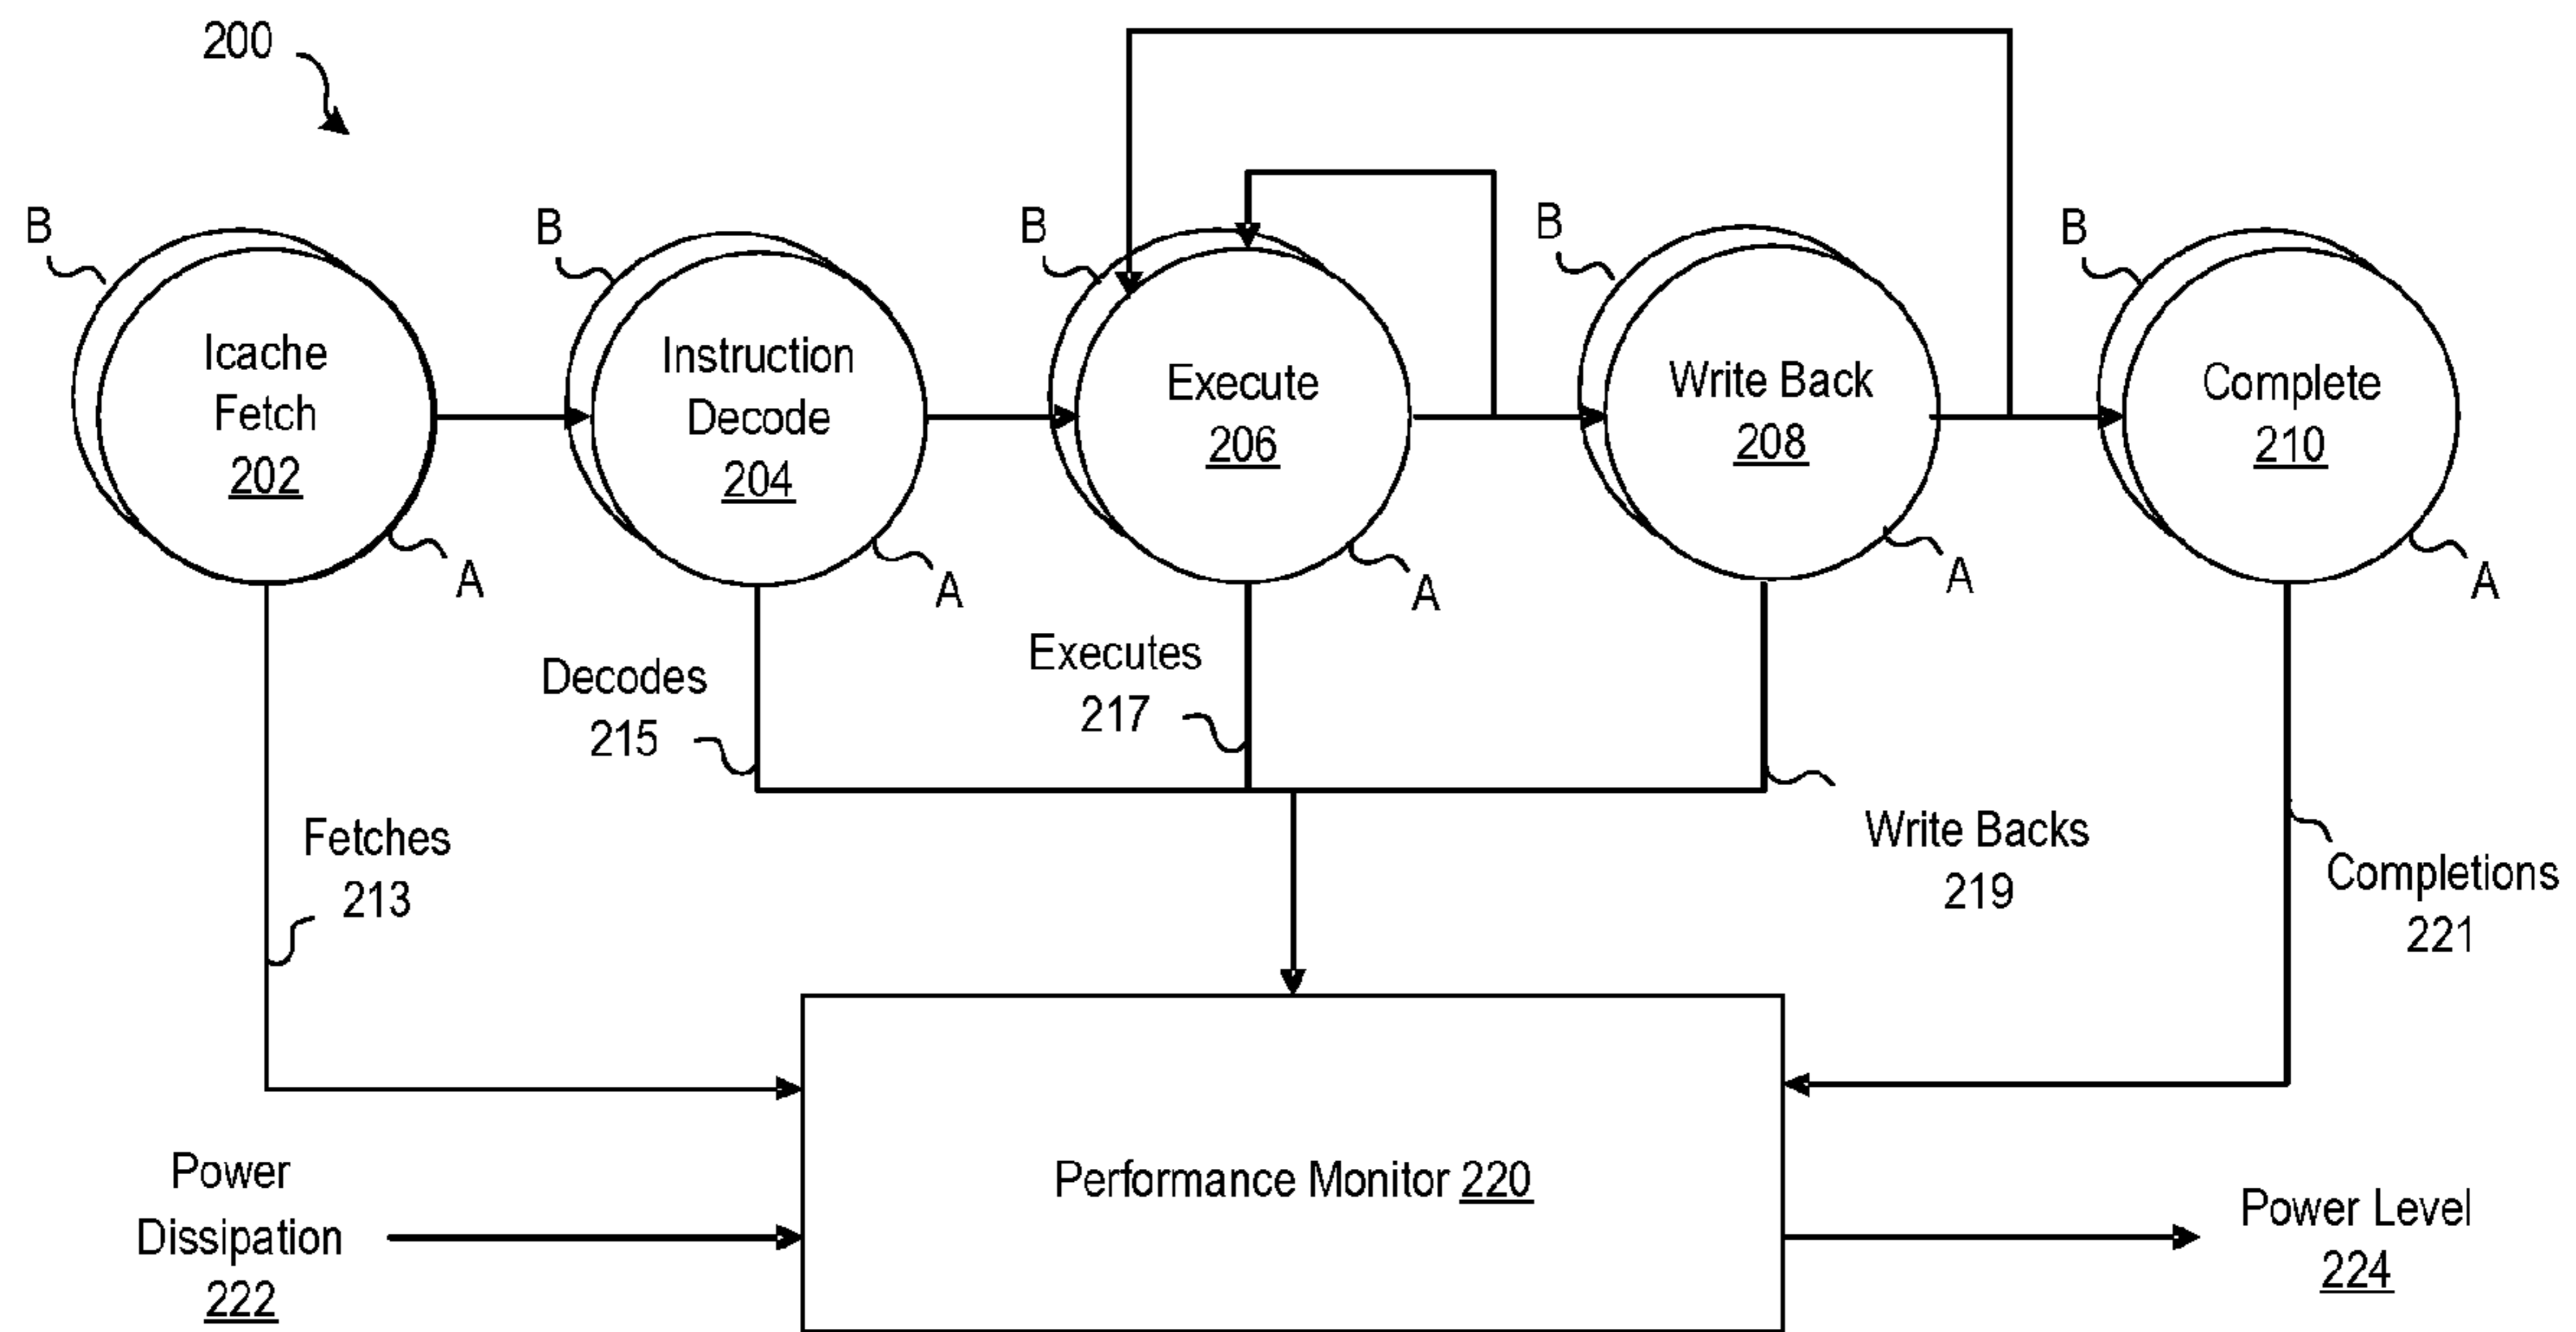 200
B
B
B
B
B
Icache
Fetch
202
Instruction
Decode
204
Execute
206
Write Back
208
Complete
210
A
A
A
A
A
Decodes
215
Executes
217
Fetches
213
Write Backs
219
Completions
221
Power
Dissipation
222
Performance Monitor 220
Power Level
224